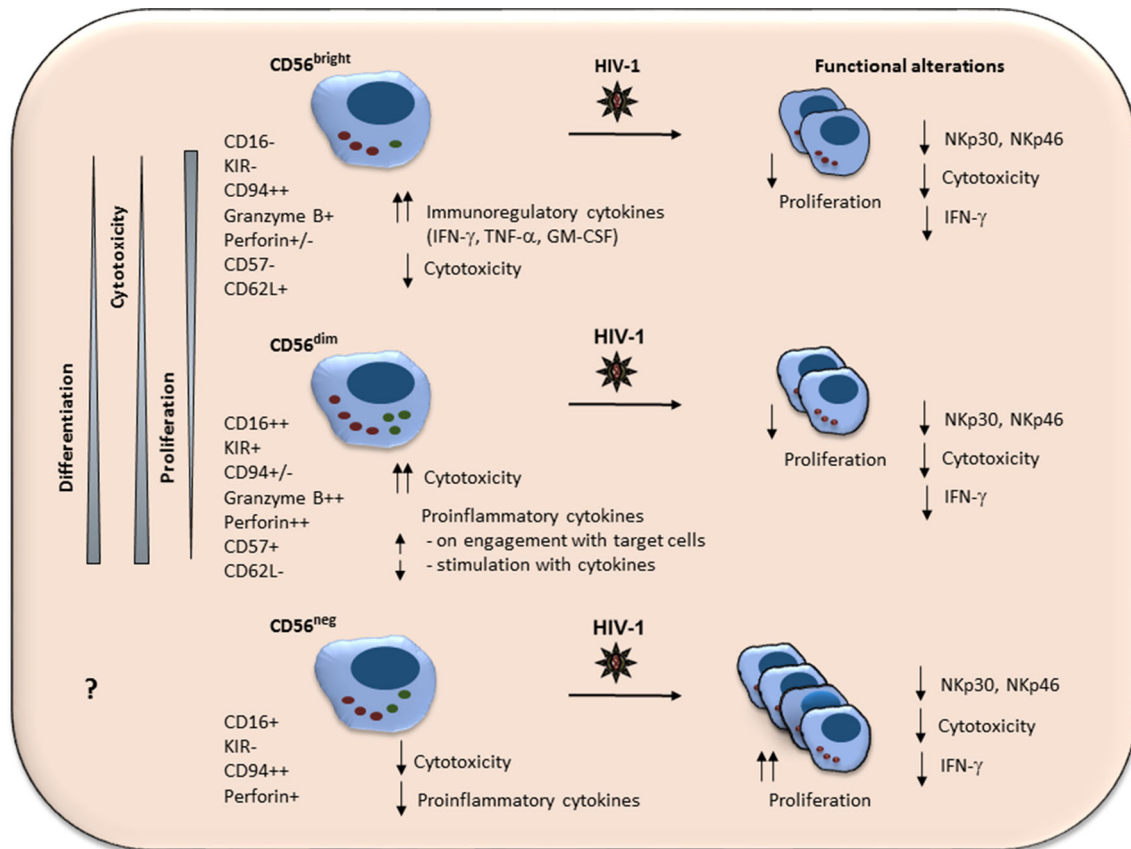 CD56bright
HIV-1
Functional alterations
CD16-
KIR-
CD94++
Granzyme B+
Perforin+/-
CD57-
CD62L+
↑↑ Immunoregulatory cytokines
(IFN-γ, TNF-α, GM-CSF)
↓ Cytotoxicity
↓ Proliferation
↓ NKp30, NKp46
↓ Cytotoxicity
↓ IFN-γ
Differentiation
Cytotoxicity
Proliferation
CD56dim
HIV-1
CD16++
KIR+
CD94+/-
Granzyme B++
Perforin++
CD57+
CD62L-
↑↑ Cytotoxicity
Proinflammatory cytokines
↑ - on engagement with target cells
↓ - stimulation with cytokines
↓ Proliferation
↓ NKp30, NKp46
↓ Cytotoxicity
↓ IFN-γ
?
CD56neg
HIV-1
CD16+
KIR-
CD94++
Perforin+
↓ Cytotoxicity
↓ Proinflammatory cytokines
↑↑ Proliferation
↓ NKp30, NKp46
↓ Cytotoxicity
↓ IFN-γ